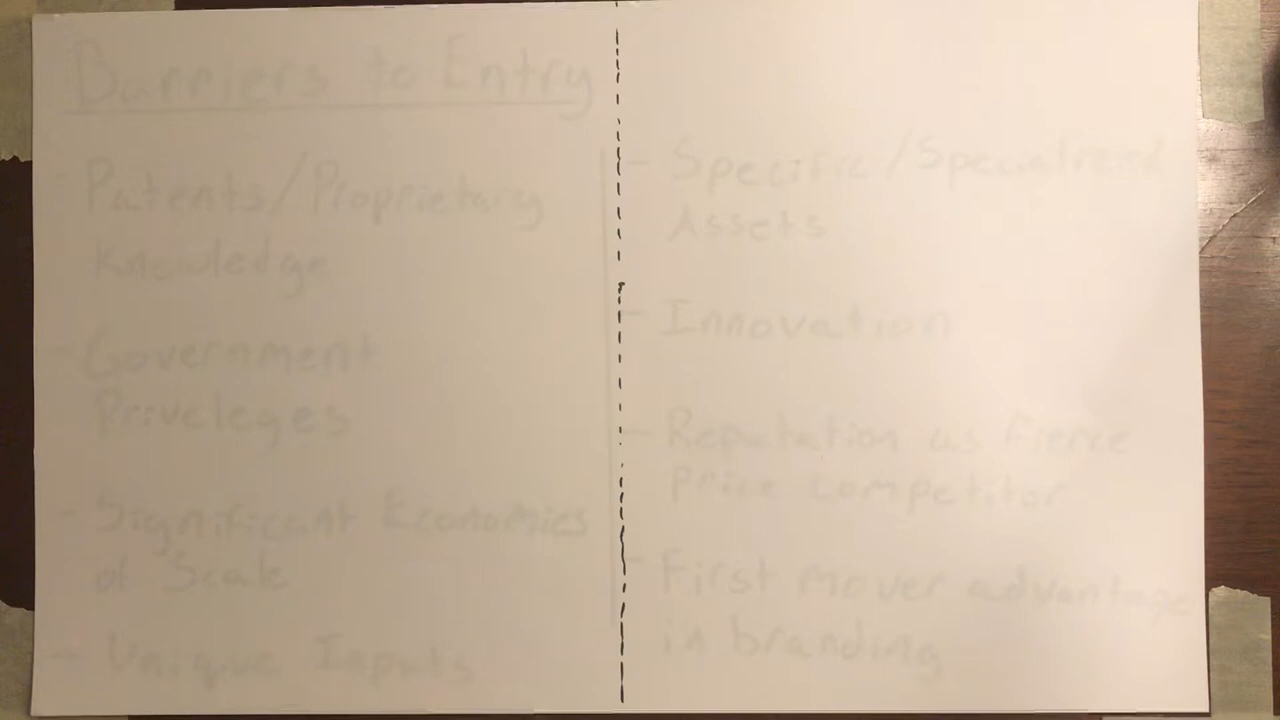 Barriers to Entry
Patents/Proprietary
Knowledge
- Government
Priveleges
- Significant Economies
of Scale
- Unique Inputs
- Specific/Specialized
Assets
- Innovation
- Reputation as fierce
price competitor
- First mover advantage
in branding